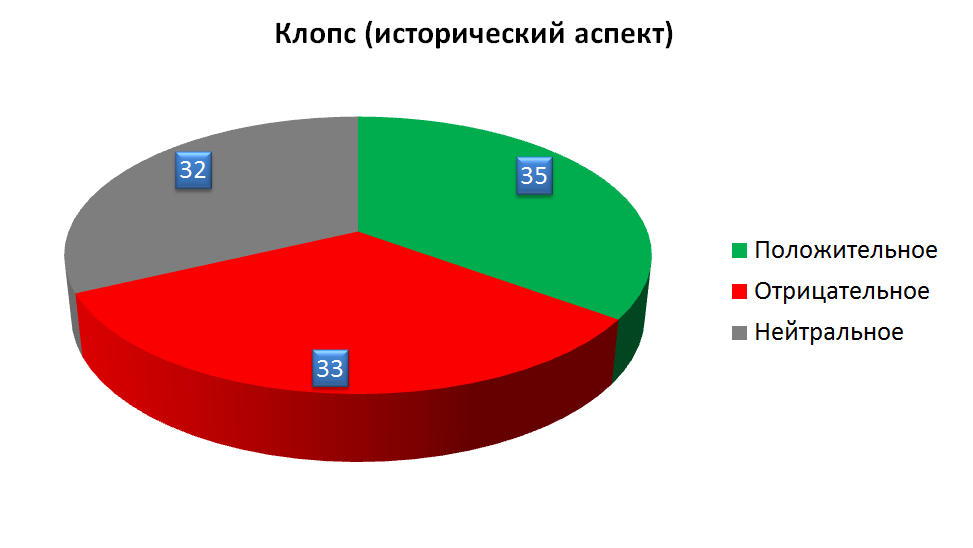 Клопс (исторический аспект)
32
35
33
Положительное
Отрицательное
Нейтральное